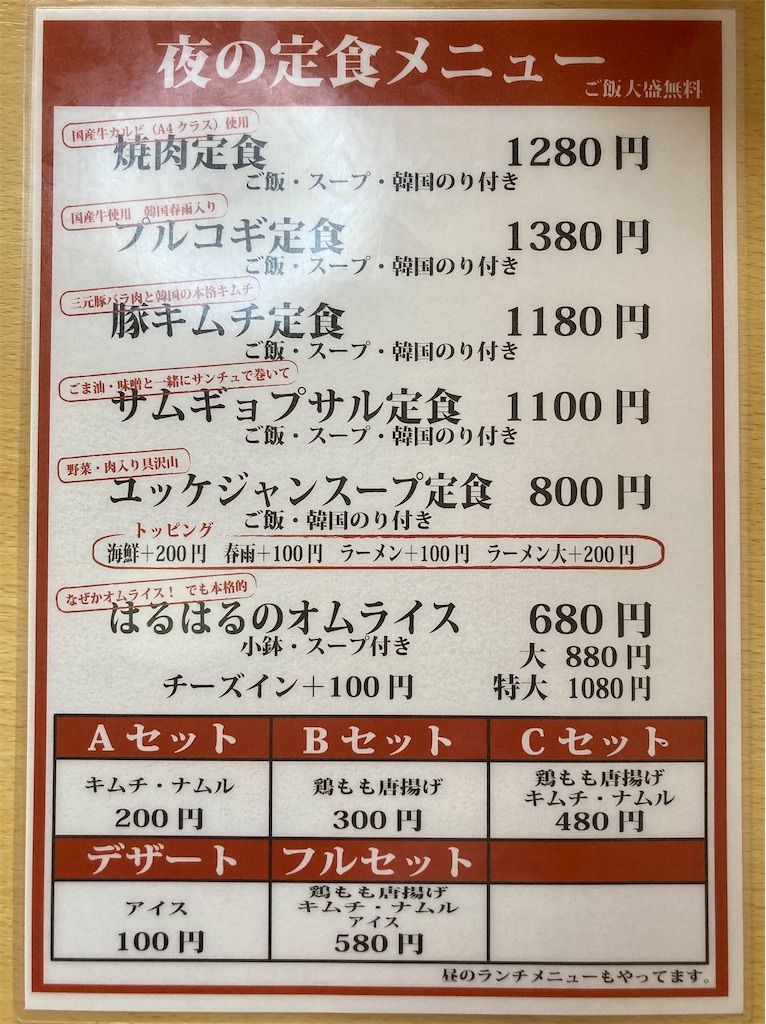 夜の定食メニュー
ご飯大盛無料
国産牛カルビ（A4クラス）使用
焼肉定食 1280円
ご飯・スープ・韓国のり付き
国産牛使用 韓国春雨入り
プルコギ定食 1380円
ご飯・スープ・韓国のり付き
三元豚バラ肉と韓国の本格キムチ
豚キムチ定食 1180円
ご飯・スープ・韓国のり付き
ごま油・味噌と一緒にサンチュで巻いて
サムギョプサル定食 1100円
ご飯・スープ・韓国のり付き
野菜・肉入り具沢山
ユッケジャンスープ定食 800円
ご飯・韓国のり付き
トッピング
海鮮+200円 春雨+100円 ラーメン+100円 ラーメン大+200円
なぜかオムライス！ でも本格的
はるはるのオムライス 680円
小鉢・スープ付き 大 880円
チーズイン+100円 特大 1080円
Aセット Bセット Cセット
キムチ・ナムル
200円
鶏もも唐揚げ
300円
鶏もも唐揚げ
キムチ・ナムル
480円
デザート フルセット
アイス
100円
鶏もも唐揚げ
キムチ・ナムル
アイス
580円
昼のランチメニューもやってます。